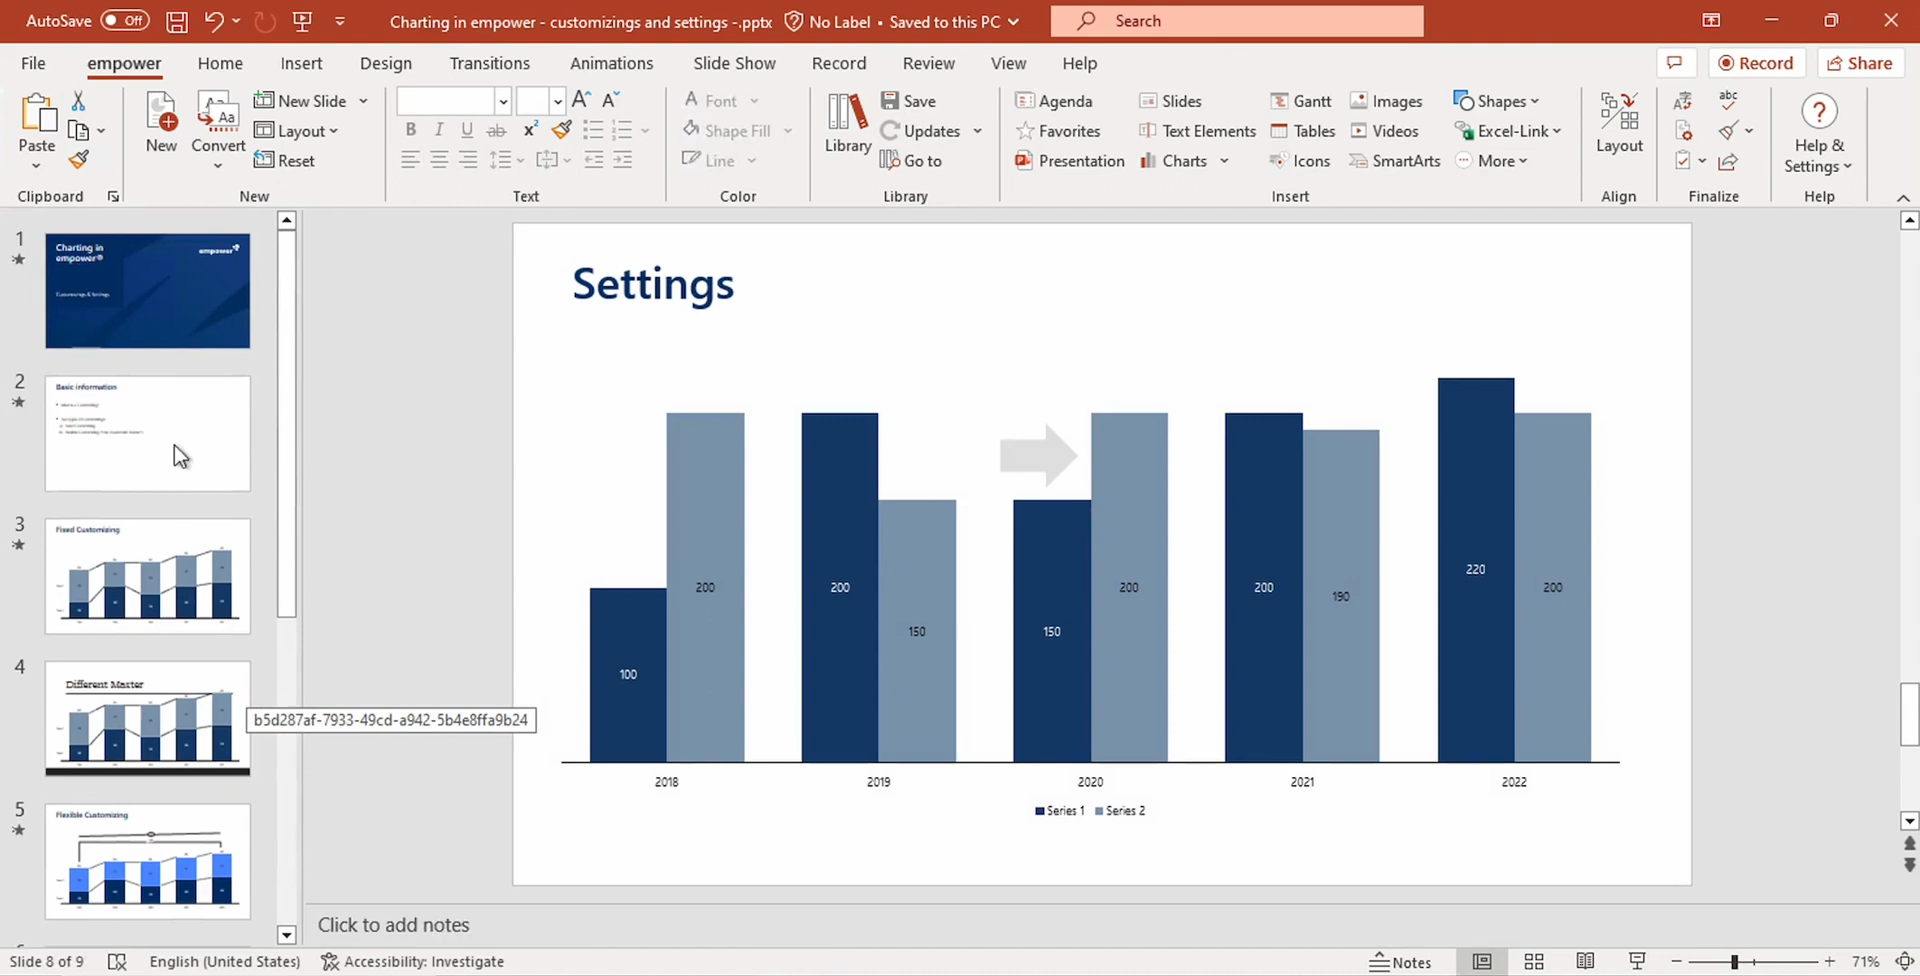 AutoSave Off Charting in empower - customizings and settings -.pptx No Label • Saved to this PC Search
File empower Home Insert Design Transitions Animations Slide Show Record Review View Help Record Share
Paste
Clipboard
New
Convert
New Slide
Layout
Reset
New
B I U ab x²
Text
A Font
Shape Fill
Line
Color
Library
Save
Updates
Go to
Library
Agenda
Favorites
Presentation
Slides
Text Elements
Charts
Gantt
Tables
Icons
Images
Videos
SmartArts
Shapes
Excel-Link
More
Insert
Layout
Align
abc
Finalize
Help &
Settings
Help
1
Charting in
empower®
empower
Customizings & Settings
2
Basic information
3
Fixed Customizing
4
Different Master
b5d287af-7933-49cd-a942-5b4e8ffa9b24
5
Flexible Customizing
Settings
100 200 200 150 150 200 200 190 220 200
2018 2019 2020 2021 2022
Series 1 Series 2
Click to add notes
Slide 8 of 9 English (United States) Accessibility: Investigate Notes 71%